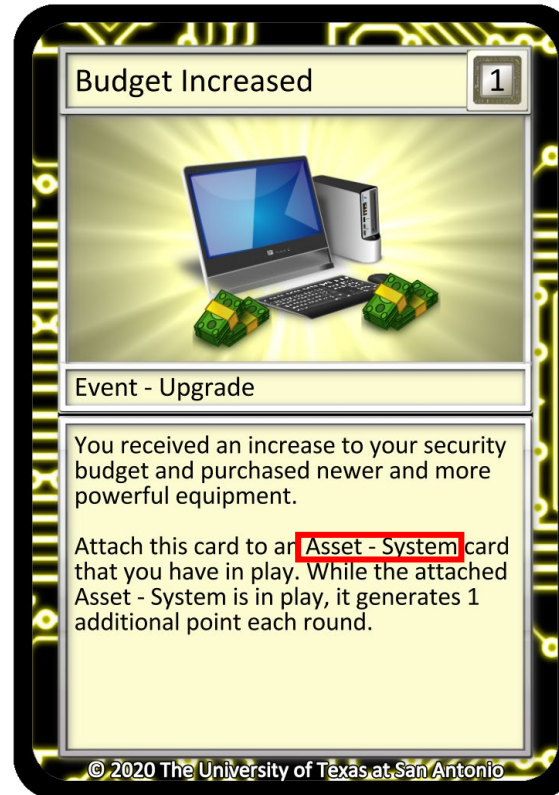 Budget Increased
1
Event - Upgrade
You received an increase to your security
budget and purchased newer and more
powerful equipment.
Attach this card to an Asset - System card
that you have in play. While the attached
Asset - System is in play, it generates 1
additional point each round.
© 2020 The University of Texas at San Antonio